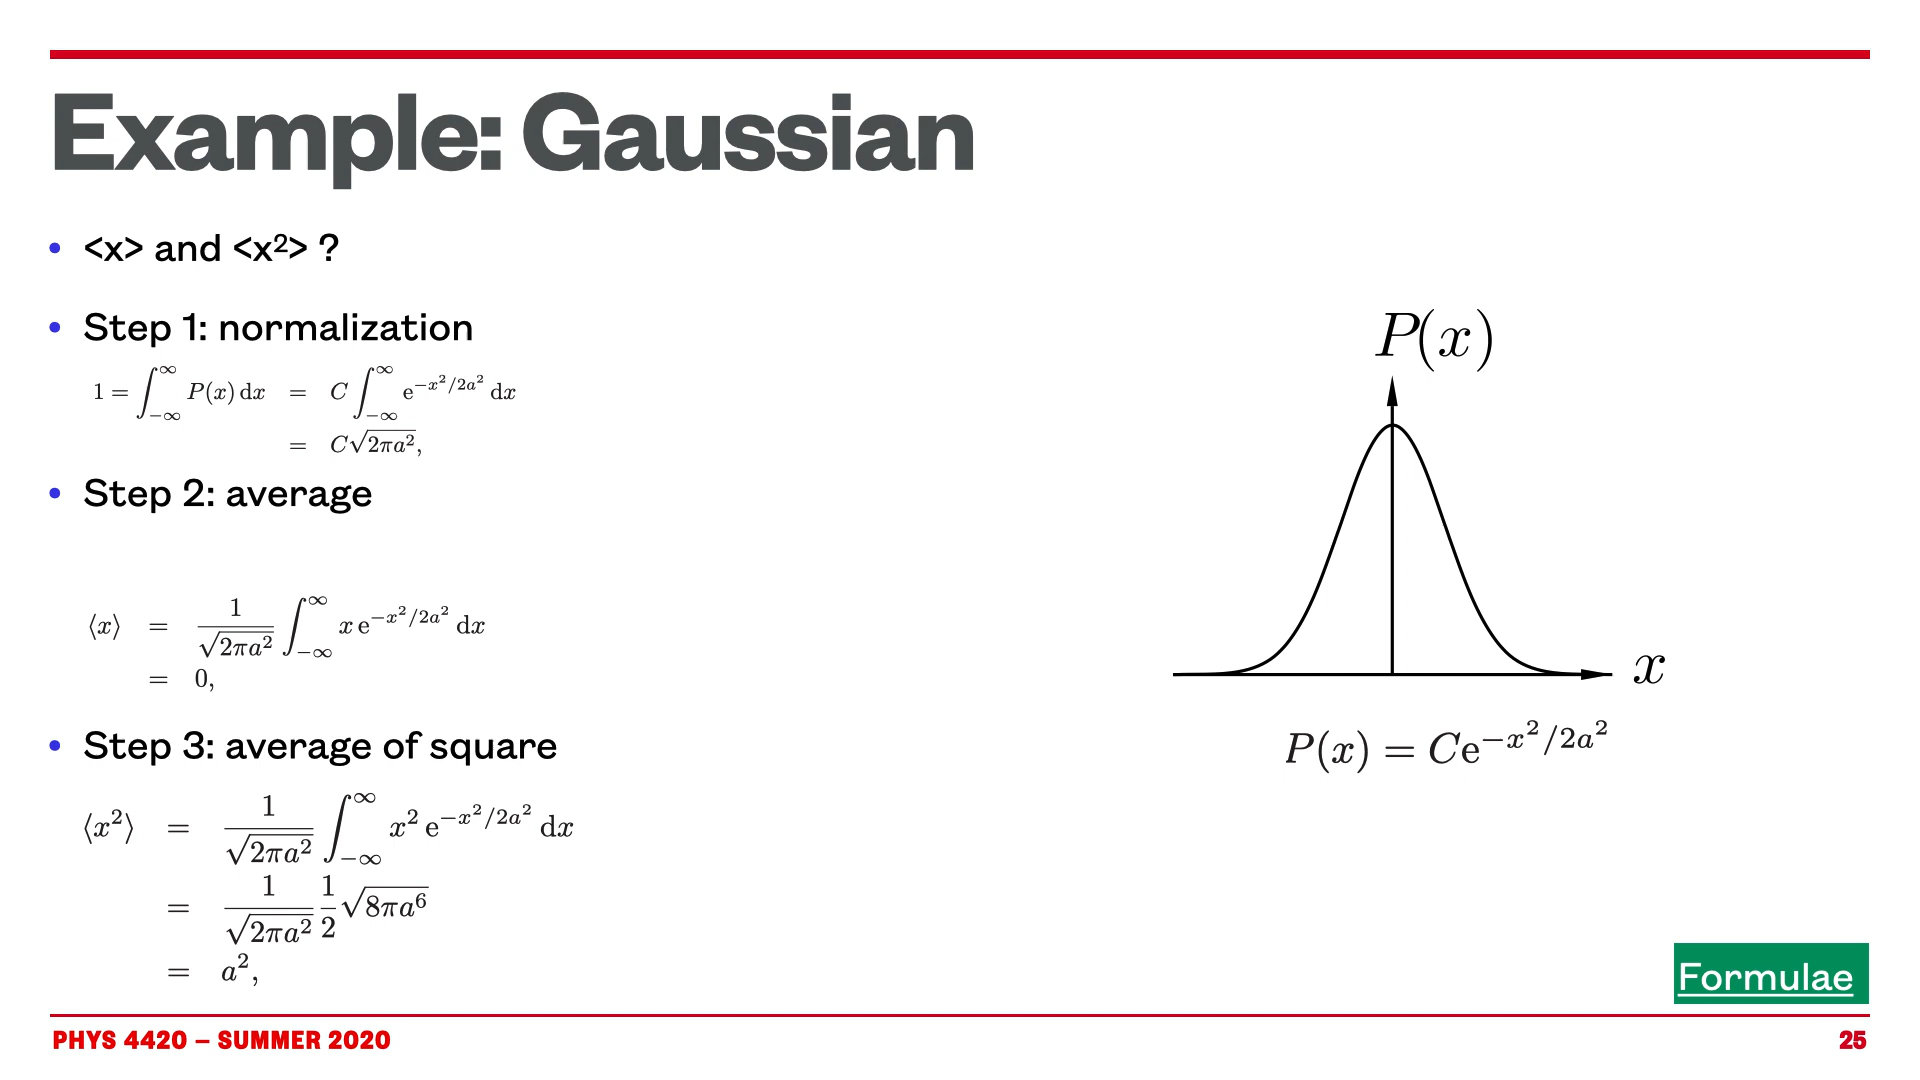 Example: Gaussian
• <x> and <x²> ?
• Step 1: normalization
1 = ∫_{−∞}^{∞} P(x) dx = C ∫_{−∞}^{∞} e^{−x²/2a²} dx
= C√(2πa²),
• Step 2: average
⟨x⟩ = 1/√(2πa²) ∫_{−∞}^{∞} x e^{−x²/2a²} dx
= 0,
• Step 3: average of square
⟨x²⟩ = 1/√(2πa²) ∫_{−∞}^{∞} x² e^{−x²/2a²} dx
= 1/√(2πa²) 1/2 √(8πa⁶)
= a²,
P(x)
x
P(x) = Ce^{−x²/2a²}
Formulae
PHYS 4420 – SUMMER 2020
25